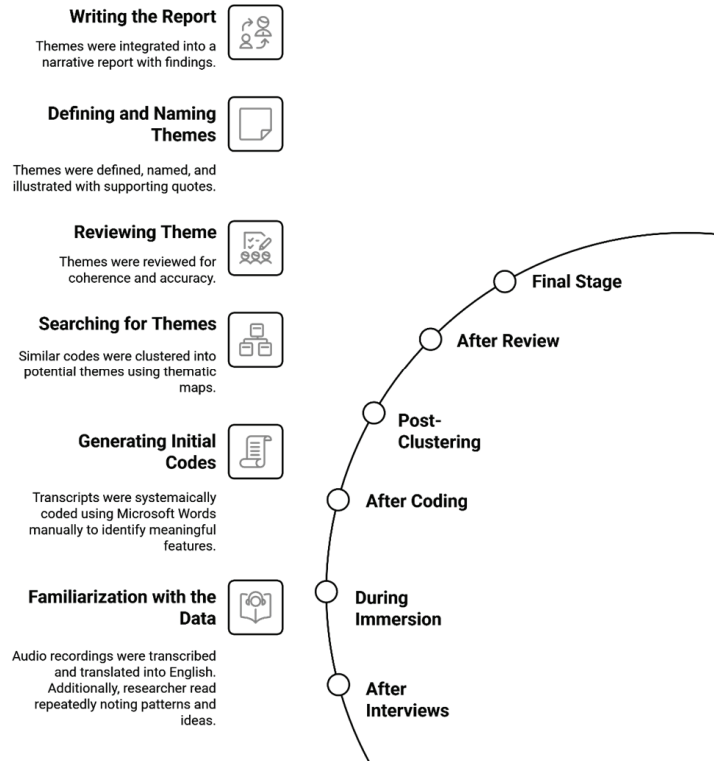 Writing the Report
Themes were integrated into a
narrative report with findings.
Defining and Naming
Themes
Themes were defined, named, and
illustrated with supporting quotes.
Reviewing Theme
Themes were reviewed for
coherence and accuracy.
Searching for Themes
Similar codes were clustered into
potential themes using thematic
maps.
Generating Initial
Codes
Transcripts were systemaically
coded using Microsoft Words
manually to identify meaningful
features.
Familiarization with the
Data
Audio recordings were transcribed
and translated into English.
Additionally, researcher read
repeatedly noting patterns and
ideas.
Final Stage
After Review
Post-
Clustering
After Coding
During
Immersion
After
Interviews